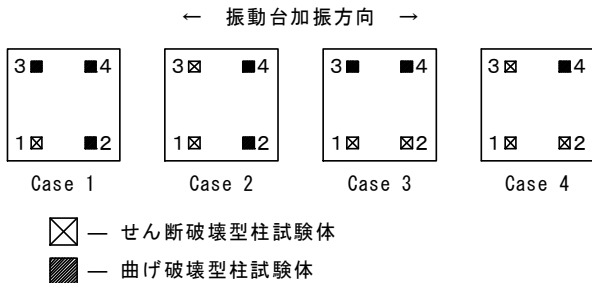 ← 振動台加振方向 →
3 4 3 4 3 4 3 4
1 2 1 2 1 2 1 2
Case 1 Case 2 Case 3 Case 4
— せん断破壊型柱試験体
— 曲げ破壊型柱試験体